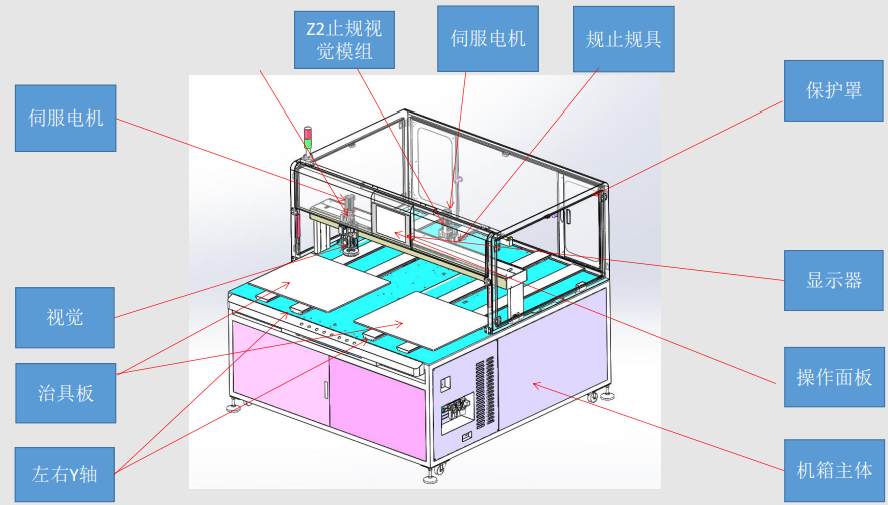 Z2止规视
觉模组
伺服电机
规止规具
保护罩
伺服电机
显示器
视觉
治具板
操作面板
左右Y轴
机箱主体